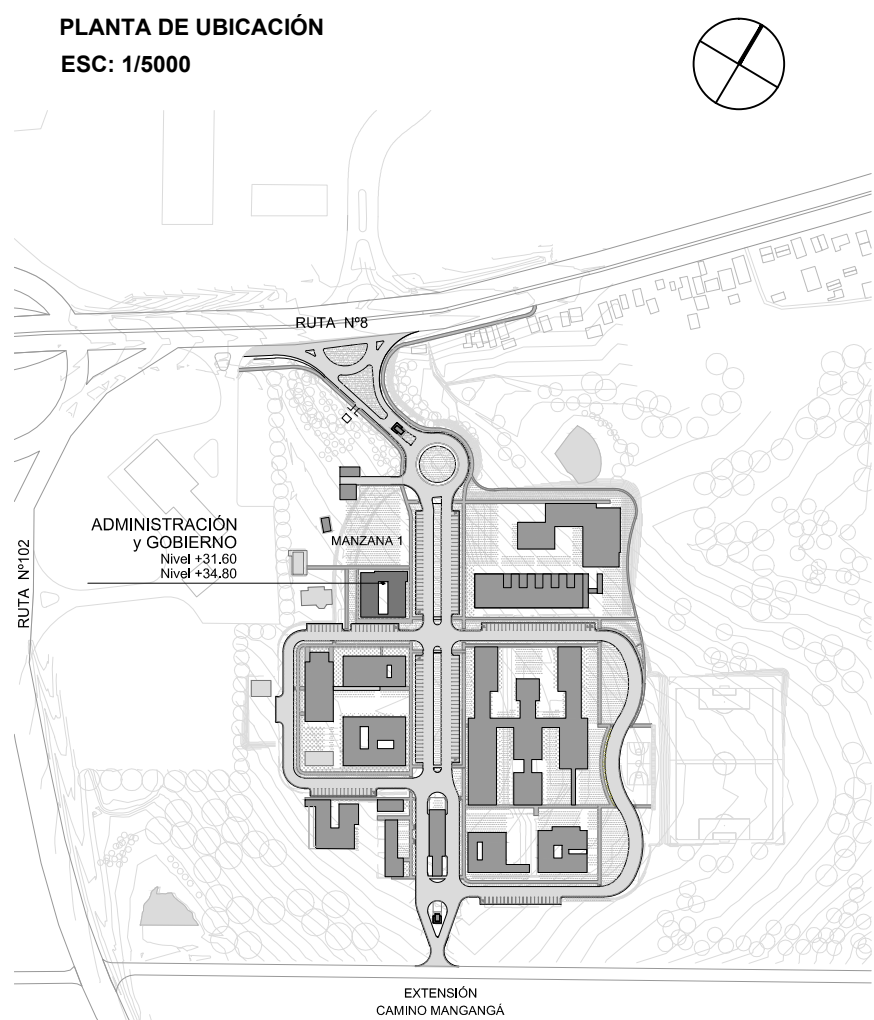 PLANTA DE UBICACIÓN
ESC: 1/5000
RUTA Nº8
ADMINISTRACIÓN
y GOBIERNO
Nivel +31.60
Nivel +34.80
MANZANA 1
RUTA Nº102
EXTENSIÓN
CAMINO MANGANGÁ